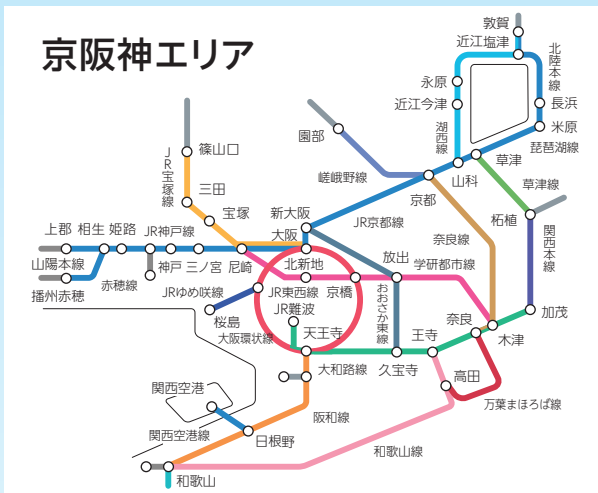 京阪神エリア
敦賀
近江塩津
北陸本線
永原
近江今津
長浜
湖西線
米原
琵琶湖線
園部
篠山口
JR宝塚線
嵯峨野線
草津
山科
京都
草津線
三田
柘植
宝塚
新大阪
JR京都線
奈良線
関西本線
上郡
相生
姫路
JR神戸線
大阪
放出
山陽本線
赤穂線
神戸
三ノ宮
尼崎
北新地
学研都市線
播州赤穂
JRゆめ咲線
JR東西線
京橋
おおさか東線
JR難波
桜島
加茂
奈良
木津
大阪環状線
天王寺
王寺
大和路線
久宝寺
高田
万葉まほろば線
関西空港
阪和線
関西空港線
日根野
和歌山線
和歌山